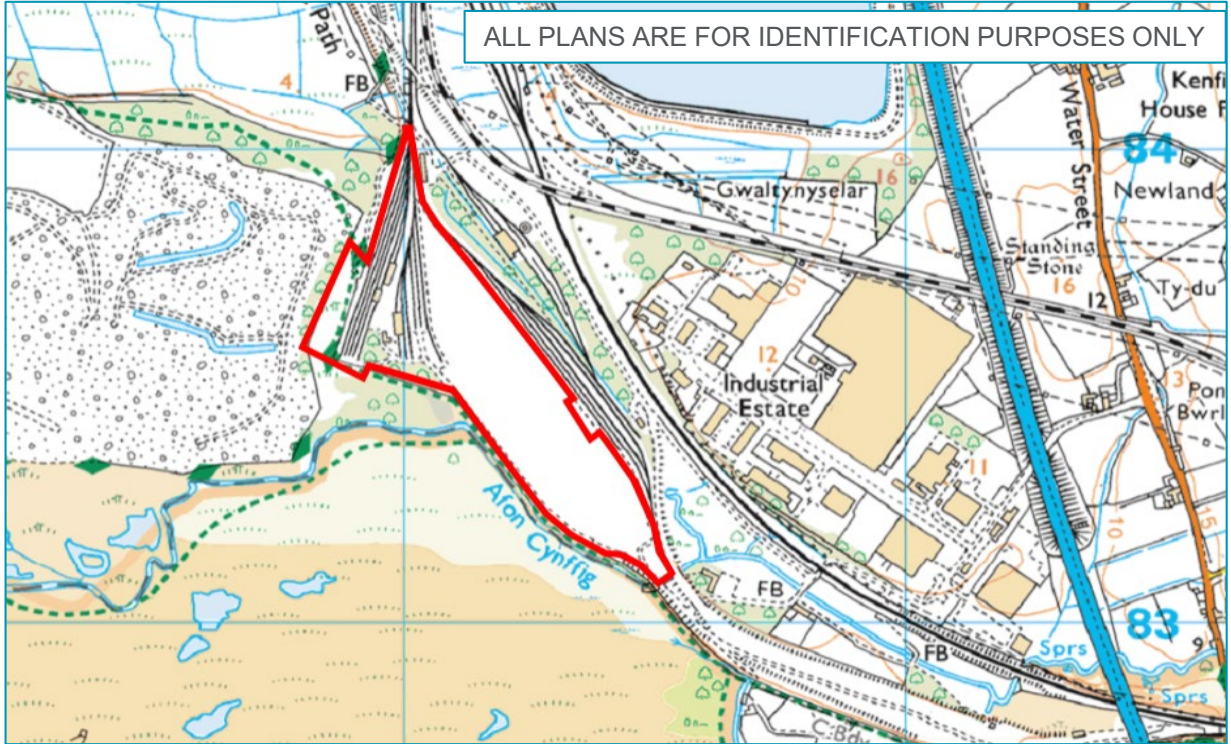 ALL PLANS ARE FOR IDENTIFICATION PURPOSES ONLY
Path
FB
4
Kenfi
House
Water Street
84
16
Gwaltynyselar
Newland
Standing
Stone
16
12
Ty-du
10
12
Industrial
Estate
13
Pon
Bwrl
11
Afon Cynffig
10
15
FB
83
FB
Sprs
9
Sprs
C Bdy